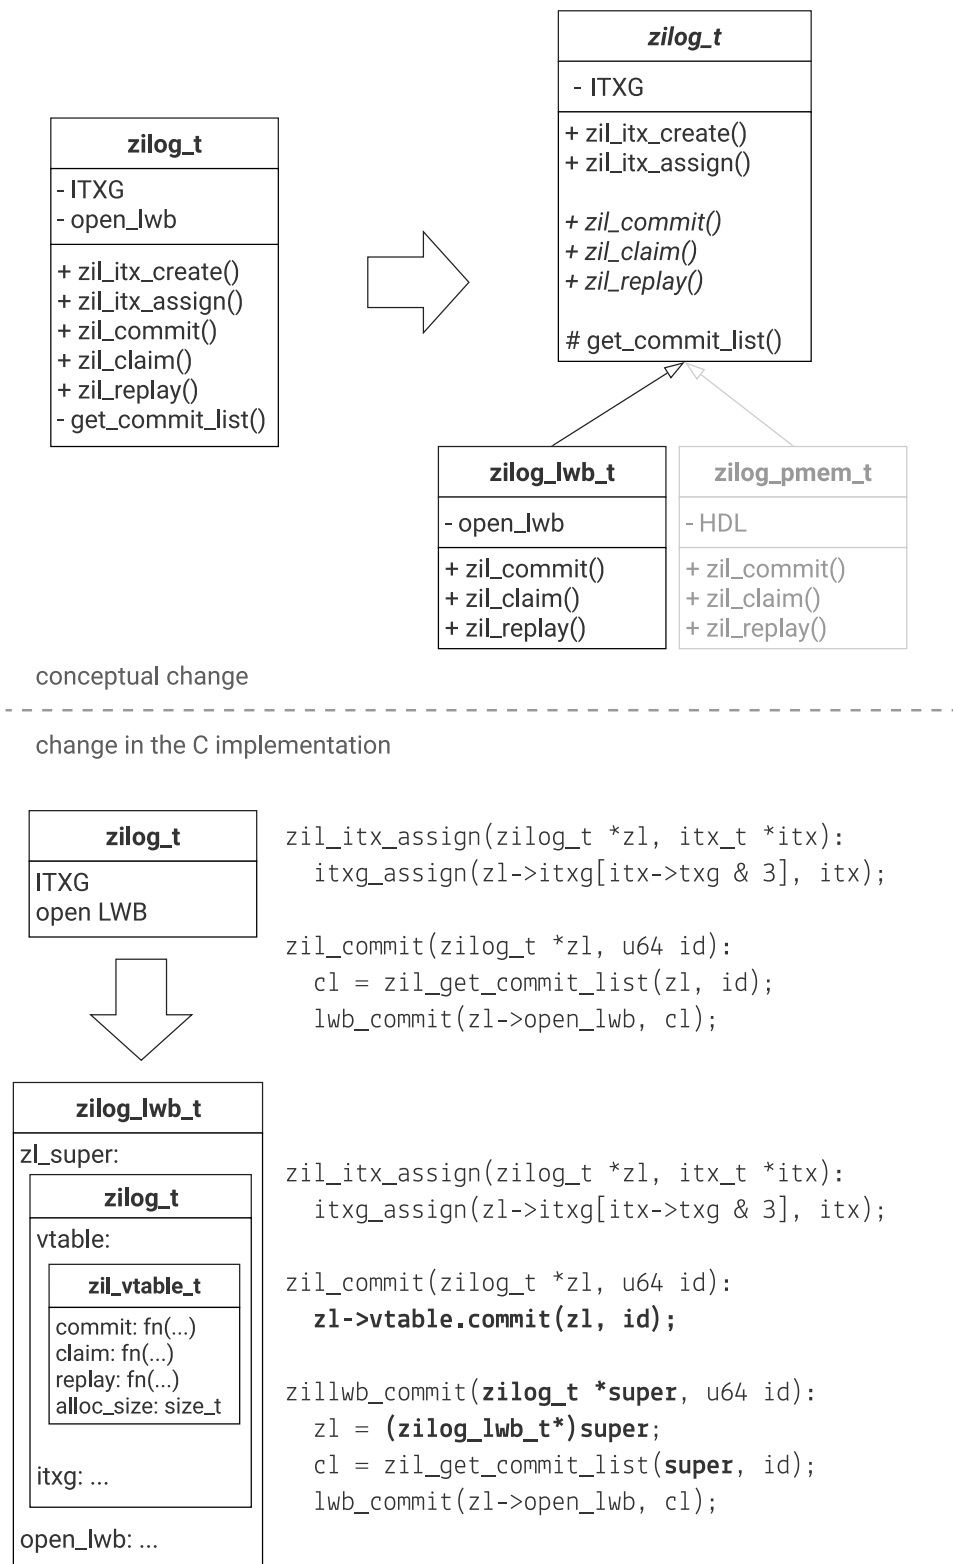 zilog_t
- ITXG
- open_lwb
+ zil_itx_create()
+ zil_itx_assign()
+ zil_commit()
+ zil_claim()
+ zil_replay()
- get_commit_list()
zilog_t
- ITXG
+ zil_itx_create()
+ zil_itx_assign()
+ zil_commit()
+ zil_claim()
+ zil_replay()
# get_commit_list()
zilog_lwb_t
- open_lwb
+ zil_commit()
+ zil_claim()
+ zil_replay()
zilog_pmem_t
- HDL
+ zil_commit()
+ zil_claim()
+ zil_replay()
conceptual change
change in the C implementation
zilog_t
ITXG
open LWB
zil_itx_assign(zilog_t *zl, itx_t *itx):
itxg_assign(zl->itxg[itx->txg & 3], itx);
zil_commit(zilog_t *zl, u64 id):
cl = zil_get_commit_list(zl, id);
lwb_commit(zl->open_lwb, cl);
zilog_lwb_t
zl_super:
zilog_t
vtable:
zil_vtable_t
commit: fn(...)
claim: fn(...)
replay: fn(...)
alloc_size: size_t
itxg: ...
open_lwb: ...
zil_itx_assign(zilog_t *zl, itx_t *itx):
itxg_assign(zl->itxg[itx->txg & 3], itx);
zil_commit(zilog_t *zl, u64 id):
zl->vtable.commit(zl, id);
zillwb_commit(zilog_t *super, u64 id):
zl = (zilog_lwb_t*)super;
cl = zil_get_commit_list(super, id);
lwb_commit(zl->open_lwb, cl);